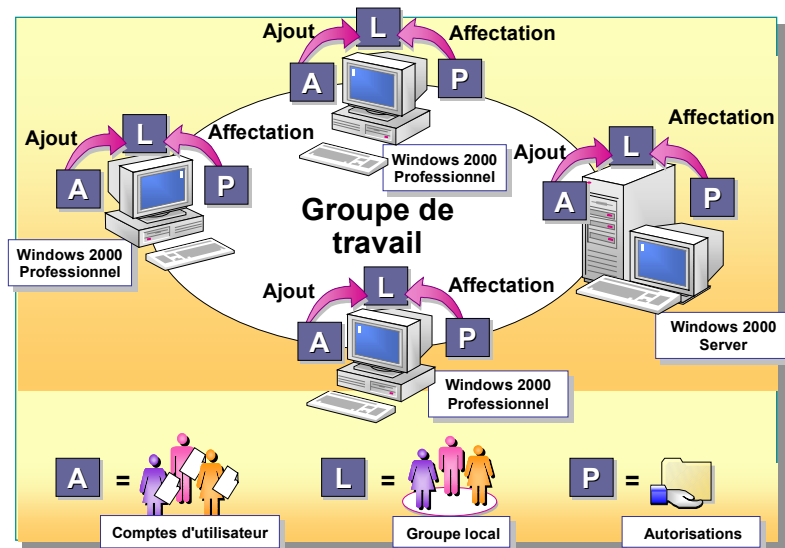 Ajout
L
Affectation
A
P
Windows 2000
Professionnel
Ajout
L
Affectation
A
P
Windows 2000
Professionnel
Groupe de
travail
Affectation
Ajout
L
A
P
Windows 2000
Server
Ajout
L
Affectation
A
P
Windows 2000
Professionnel
A =
Comptes d'utilisateur
L =
Groupe local
P =
Autorisations